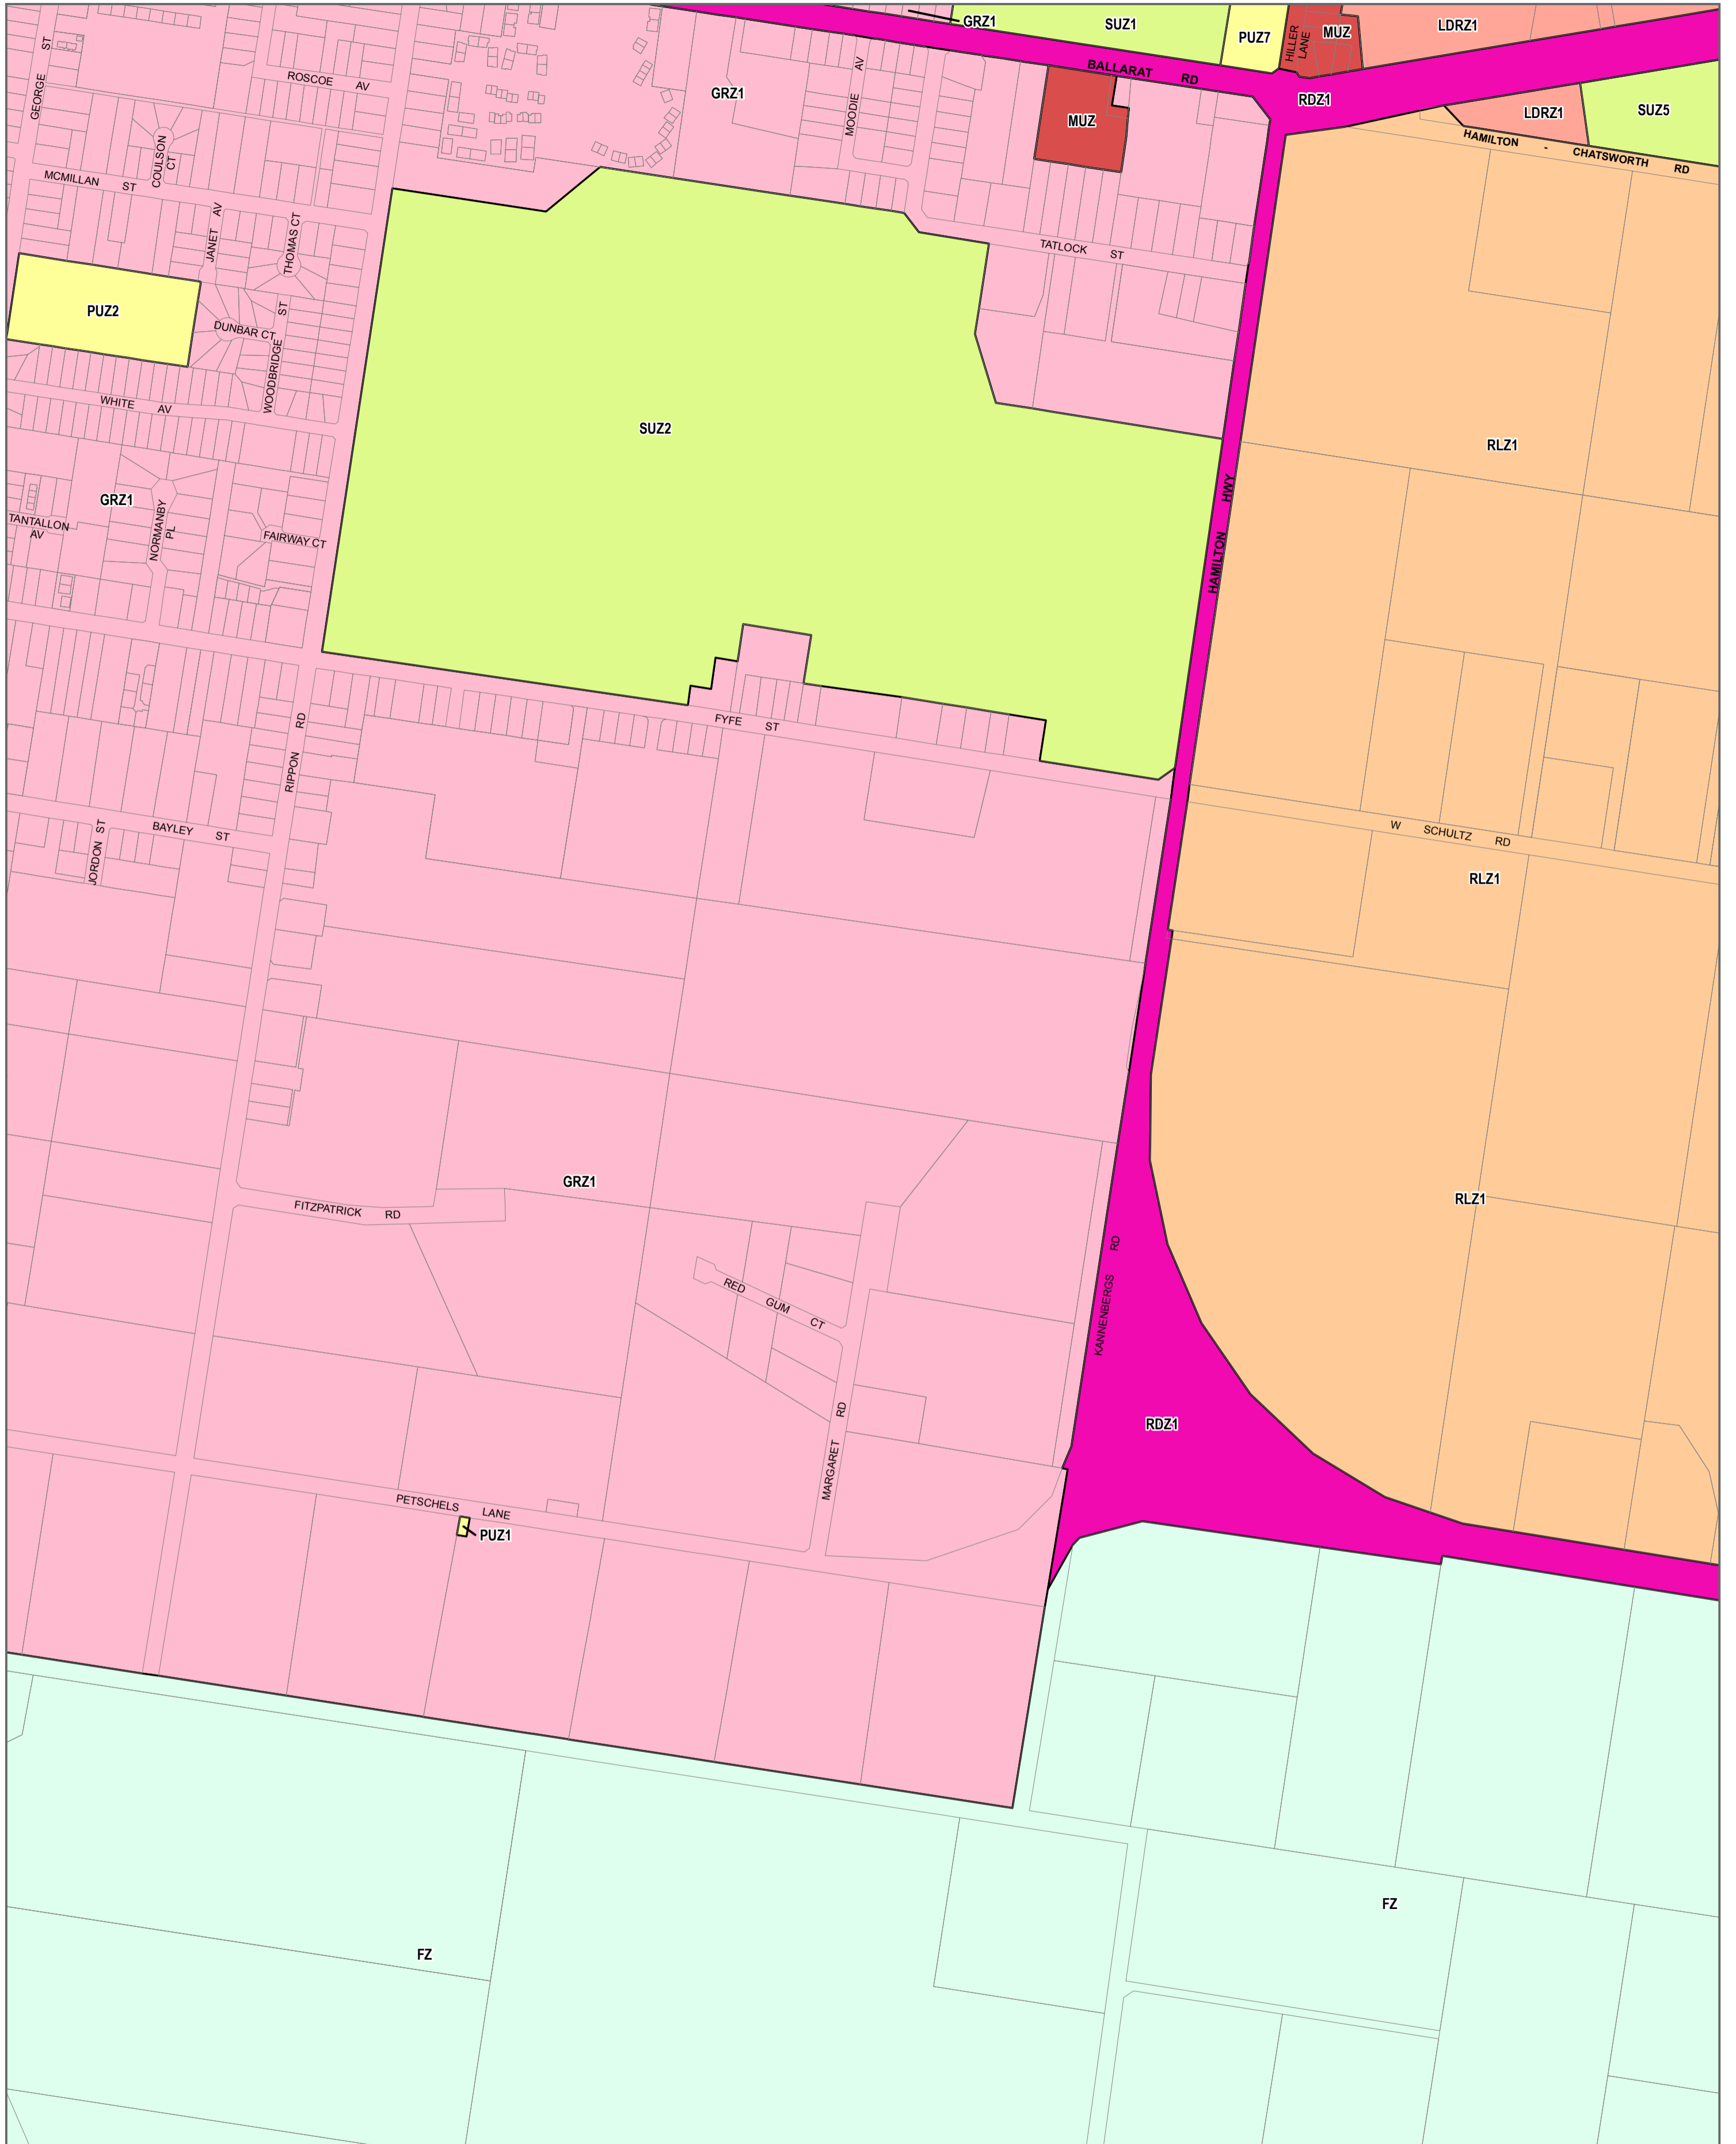 GRZ1
SUZ1
PUZ7
HILLER
LANE
MUZ
LDRZ1
GEORGE ST
ROSCOE AV
GRZ1
MOODIE AV
BALLARAT RD
MUZ
RDZ1
LDRZ1
SUZ5
HAMILTON - CHATSWORTH RD
COULSON
CT
MCMILLAN ST
JANET AV
THOMAS CT
TATLOCK ST
PUZ2
DUNBAR CT
WOODBRIDGE ST
WHITE AV
SUZ2
RLZ1
GRZ1
TANTALLON
AV
NORMANBY
PL
FAIRWAY CT
HAMILTON HWY
RIPPON RD
FYFE ST
BAYLEY ST
JORDON ST
W SCHULTZ RD
RLZ1
GRZ1
RLZ1
FITZPATRICK RD
RED GUM CT
KANNENBERGS RD
MARGARET RD
RDZ1
PETSCHELS LANE
PUZ1
FZ
FZ